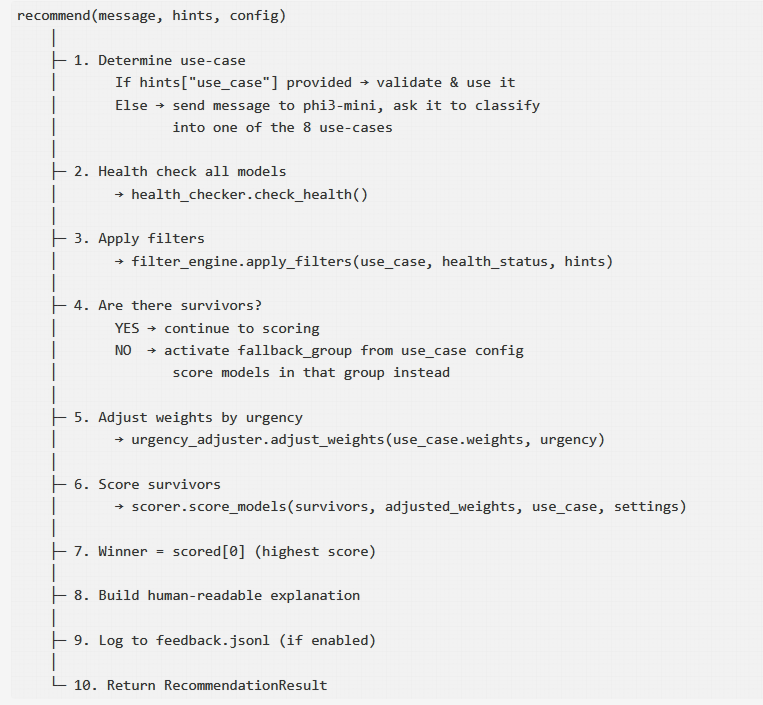 recommend(message, hints, config)
│
├─ 1. Determine use-case
│      If hints["use_case"] provided → validate & use it
│      Else → send message to phi3-mini, ask it to classify
│             into one of the 8 use-cases
│
├─ 2. Health check all models
│      → health_checker.check_health()
│
├─ 3. Apply filters
│      → filter_engine.apply_filters(use_case, health_status, hints)
│
├─ 4. Are there survivors?
│      YES → continue to scoring
│      NO  → activate fallback_group from use_case config
│             score models in that group instead
│
├─ 5. Adjust weights by urgency
│      → urgency_adjuster.adjust_weights(use_case.weights, urgency)
│
├─ 6. Score survivors
│      → scorer.score_models(survivors, adjusted_weights, use_case, settings)
│
├─ 7. Winner = scored[0] (highest score)
│
├─ 8. Build human-readable explanation
│
├─ 9. Log to feedback.jsonl (if enabled)
│
└─ 10. Return RecommendationResult